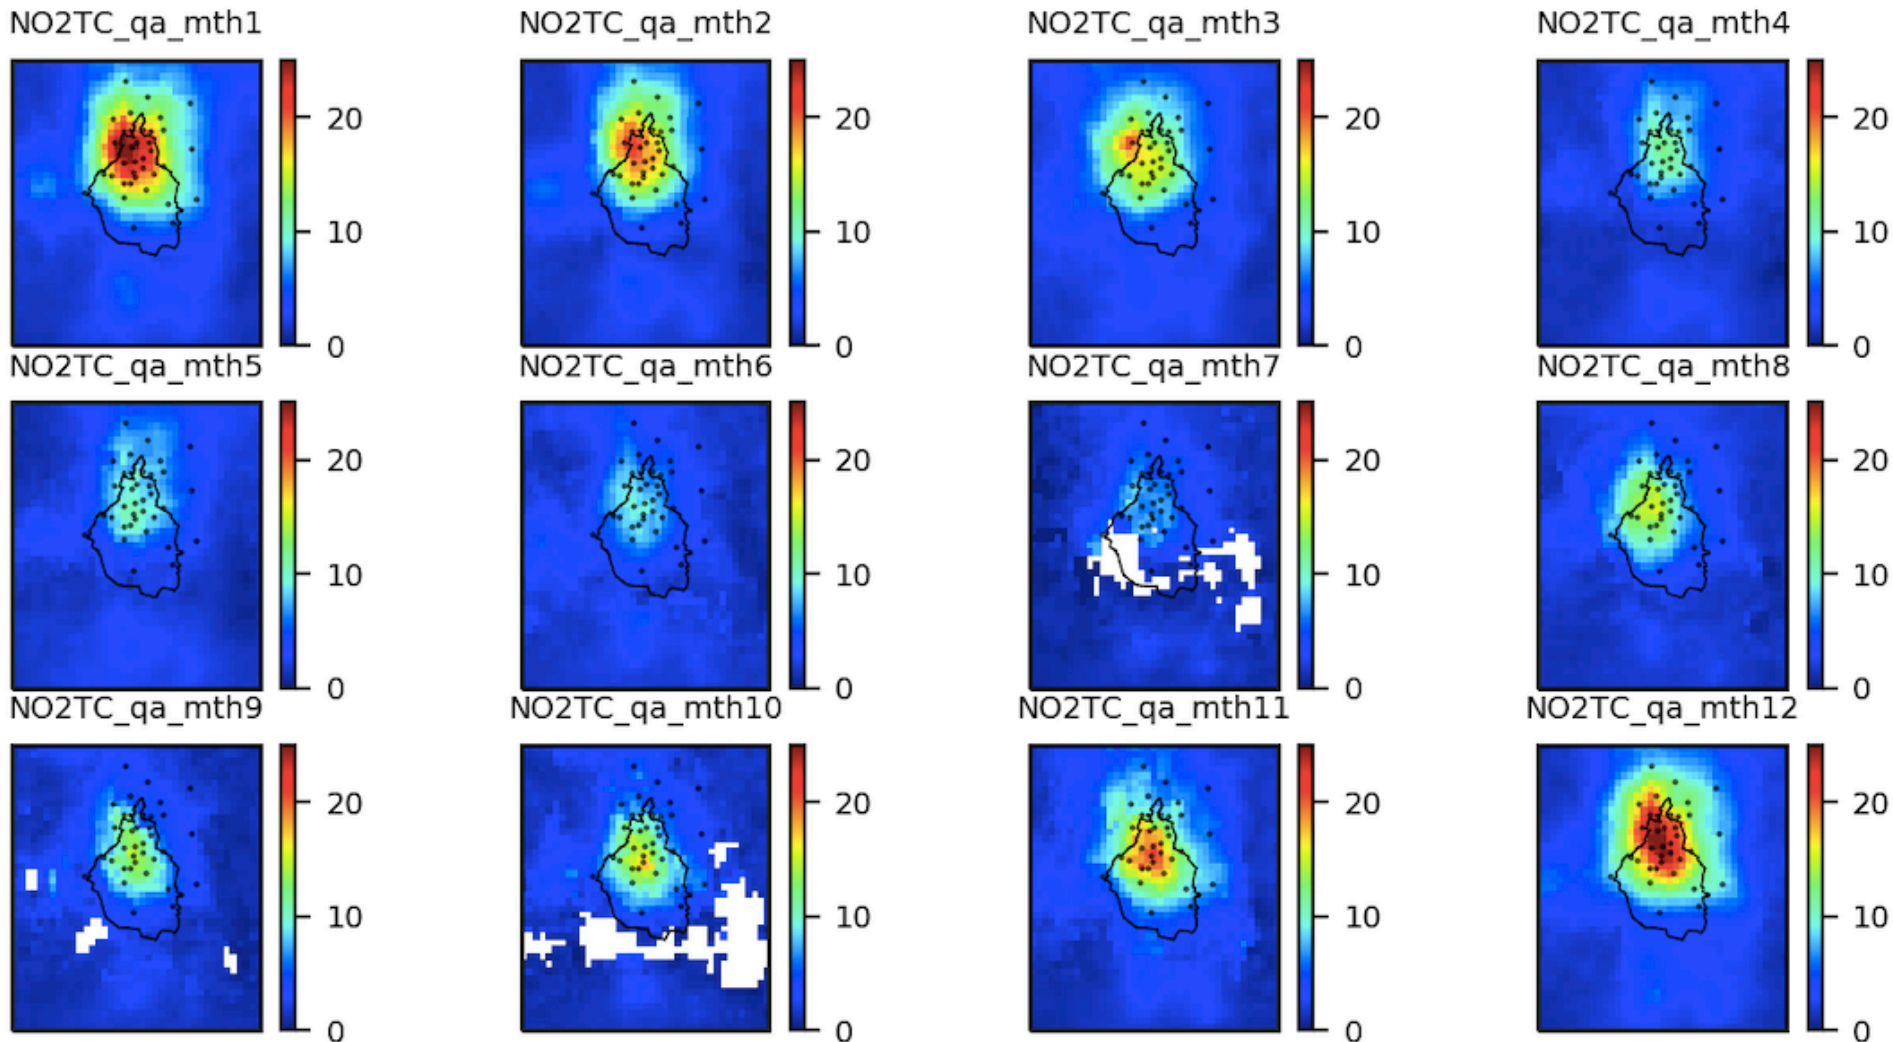 NO2TC_qa_mth1 NO2TC_qa_mth2 NO2TC_qa_mth3 NO2TC_qa_mth4
20 20 20 20
10 10 10 10
0 0 0 0
NO2TC_qa_mth5 NO2TC_qa_mth6 NO2TC_qa_mth7 NO2TC_qa_mth8
20 20 20 20
10 10 10 10
0 0 0 0
NO2TC_qa_mth9 NO2TC_qa_mth10 NO2TC_qa_mth11 NO2TC_qa_mth12
20 20 20 20
10 10 10 10
0 0 0 0